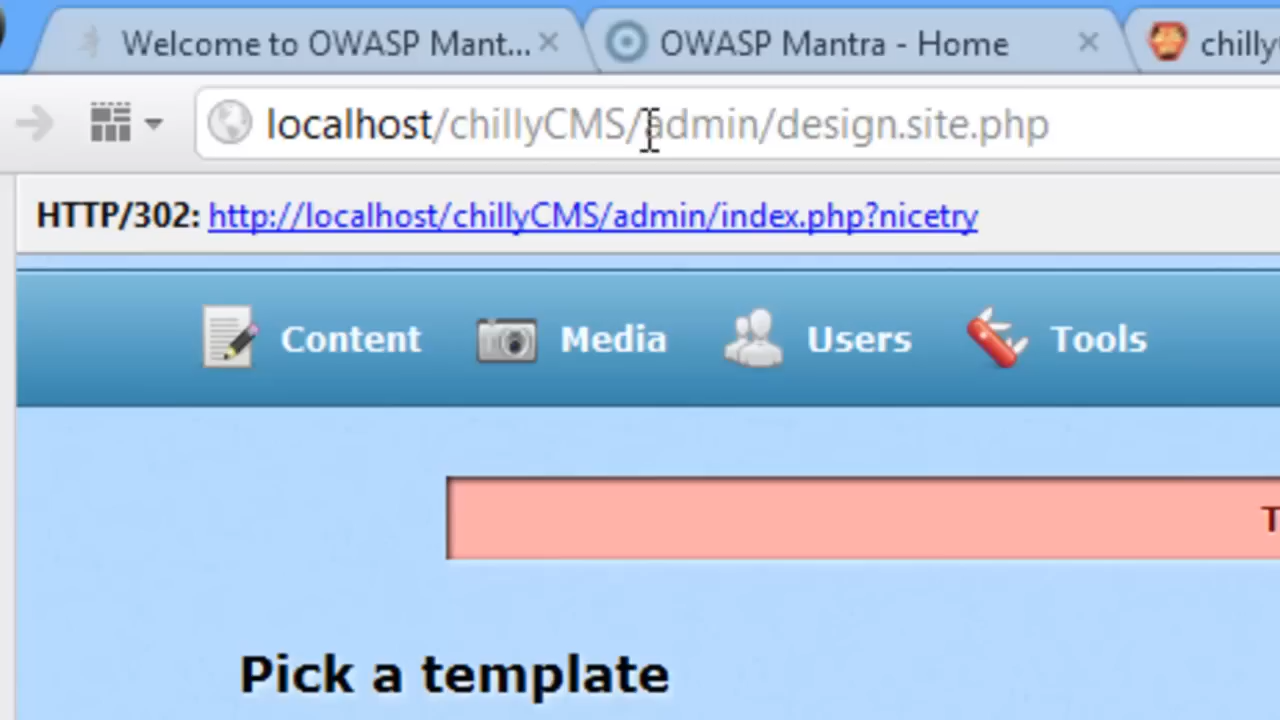 Welcome to OWASP Mant... OWASP Mantra - Home chilly
localhost/chillyCMS/admin/design.site.php
HTTP/302: http://localhost/chillyCMS/admin/index.php?nicetry
Content Media Users Tools
T
Pick a template